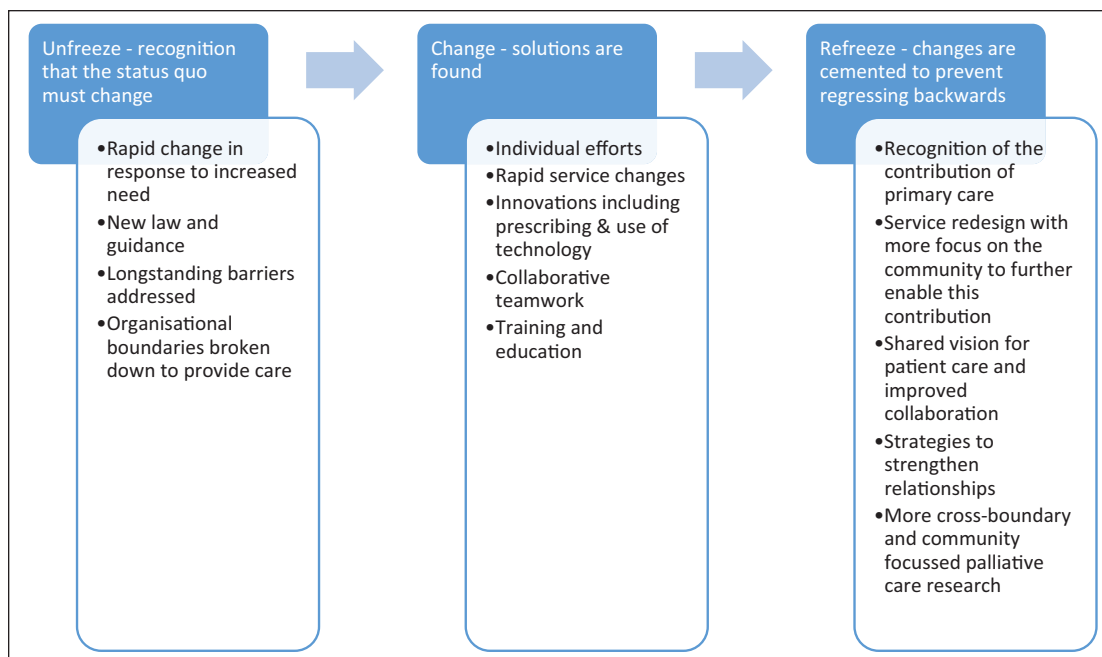 Unfreeze - recognition
that the status quo
must change
•Rapid change in
response to increased
need
•New law and
guidance
•Longstanding barriers
addressed
•Organisational
boundaries broken
down to provide care
Change - solutions are
found
•Individual efforts
•Rapid service changes
•Innovations including
prescribing & use of
technology
•Collaborative
teamwork
•Training and
education
Refreeze - changes are
cemented to prevent
regressing backwards
•Recognition of the
contribution of
primary care
•Service redesign with
more focus on the
community to further
enable this
contribution
•Shared vision for
patient care and
improved
collaboration
•Strategies to
strengthen
relationships
•More cross-boundary
and community
focussed palliative
care research